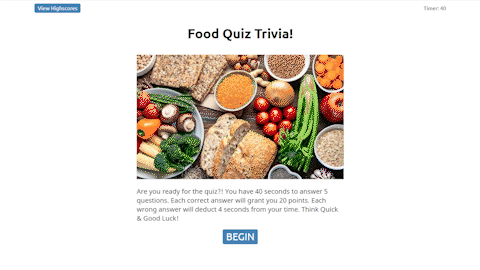 View Highscores
Timer: 40
Food Quiz Trivia!
Are you ready for the quiz?! You have 40 seconds to answer 5
questions. Each correct answer will grant you 20 points. Each
wrong answer will deduct 4 seconds from your time. Think Quick
& Good Luck!
BEGIN